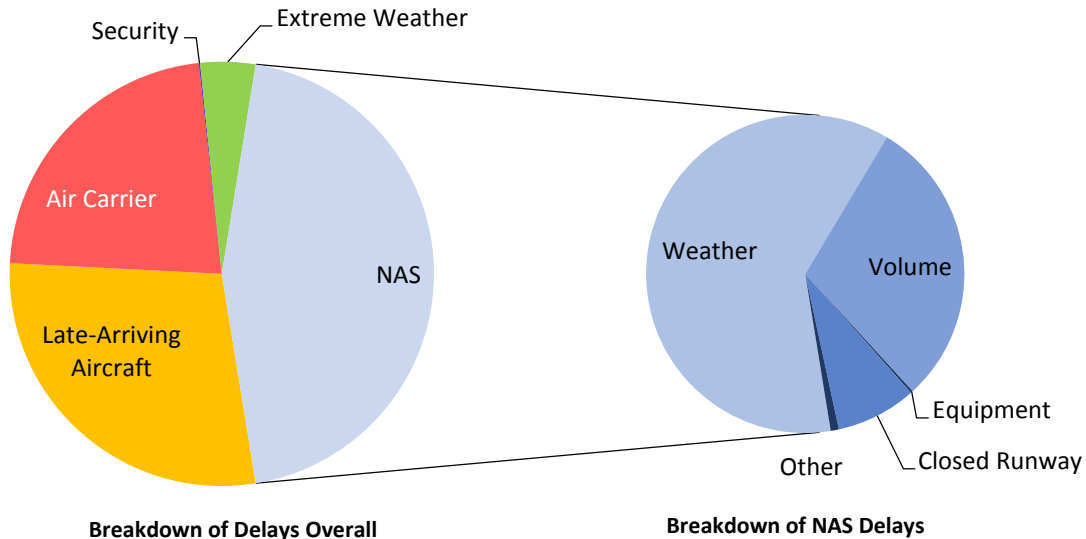 Security
Extreme Weather
Air Carrier
NAS
Late-Arriving
Aircraft
Breakdown of Delays Overall
Weather
Volume
Equipment
Closed Runway
Other
Breakdown of NAS Delays